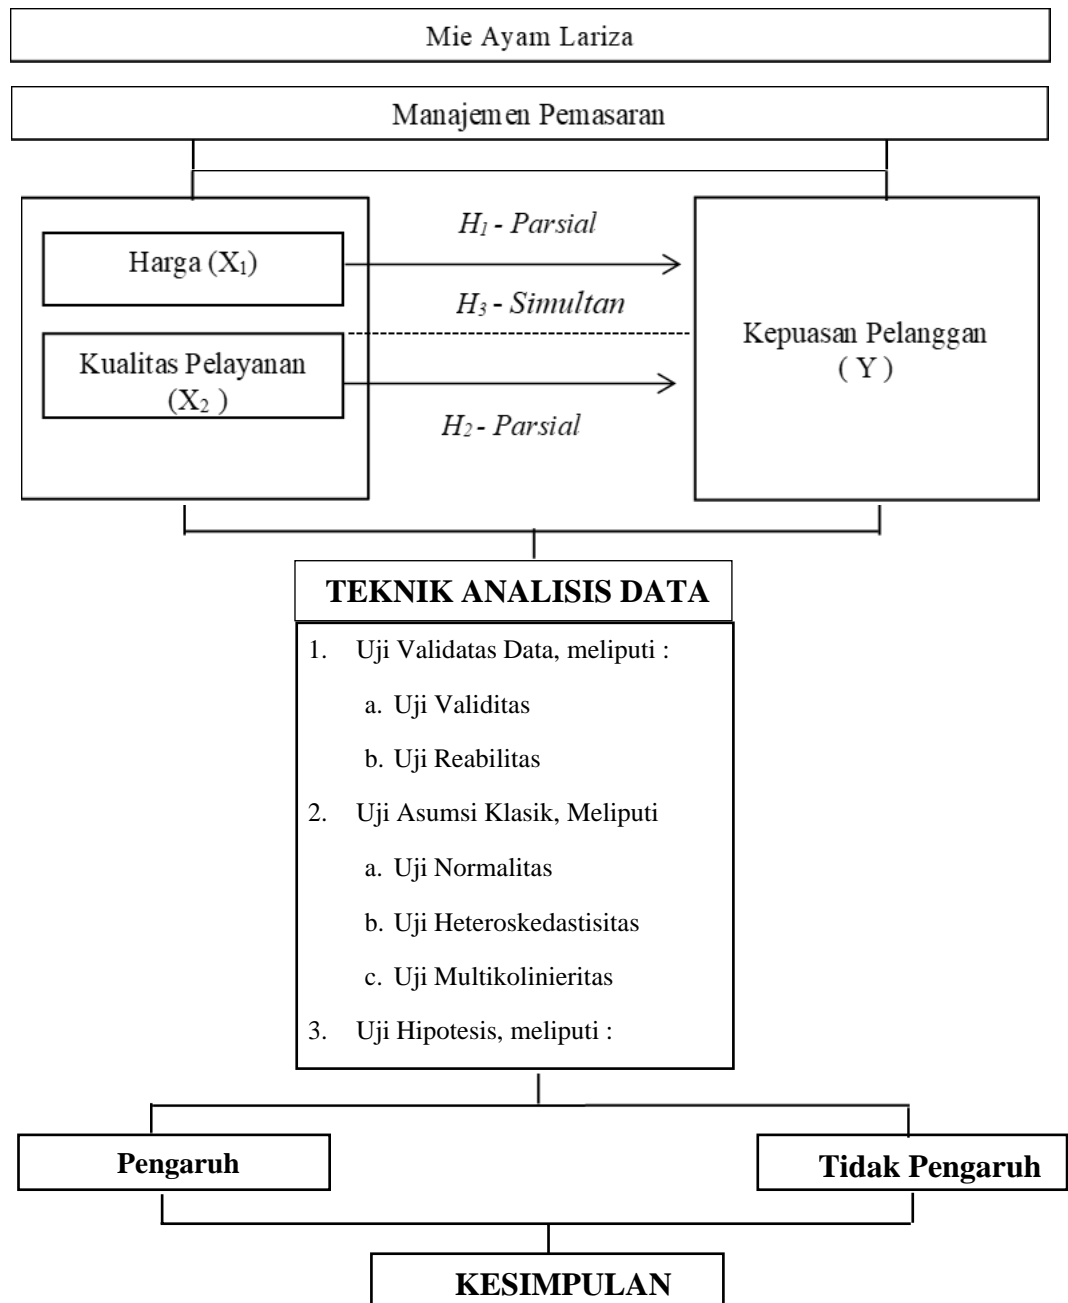 Mie Ayam Lariza
Manajemen Pemasaran
H₁ - Parsial
Harga (X₁)
H₃ - Simultan
Kualitas Pelayanan
(X₂ )
Kepuasan Pelanggan
( Y )
H₂ - Parsial
TEKNIK ANALISIS DATA
1. Uji Validatas Data, meliputi :
a. Uji Validitas
b. Uji Reabilitas
2. Uji Asumsi Klasik, Meliputi
a. Uji Normalitas
b. Uji Heteroskedastisitas
c. Uji Multikolinieritas
3. Uji Hipotesis, meliputi :
Pengaruh
Tidak Pengaruh
KESIMPULAN